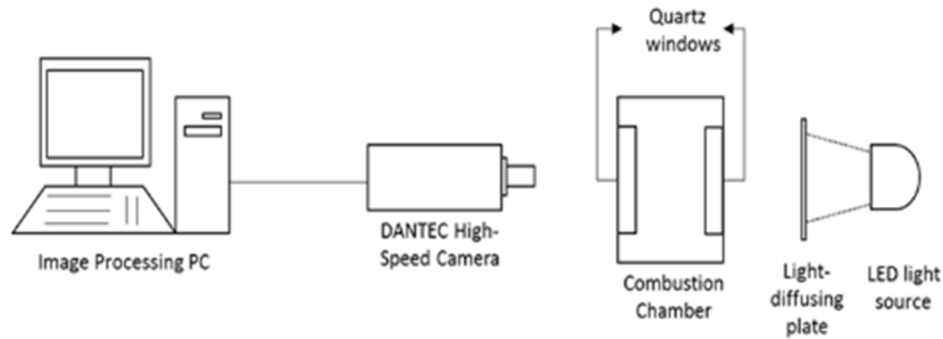 Quartz
windows
DANTEC High-
Speed Camera
Image Processing PC
Combustion
Chamber
Light-
diffusing
plate
LED light
source